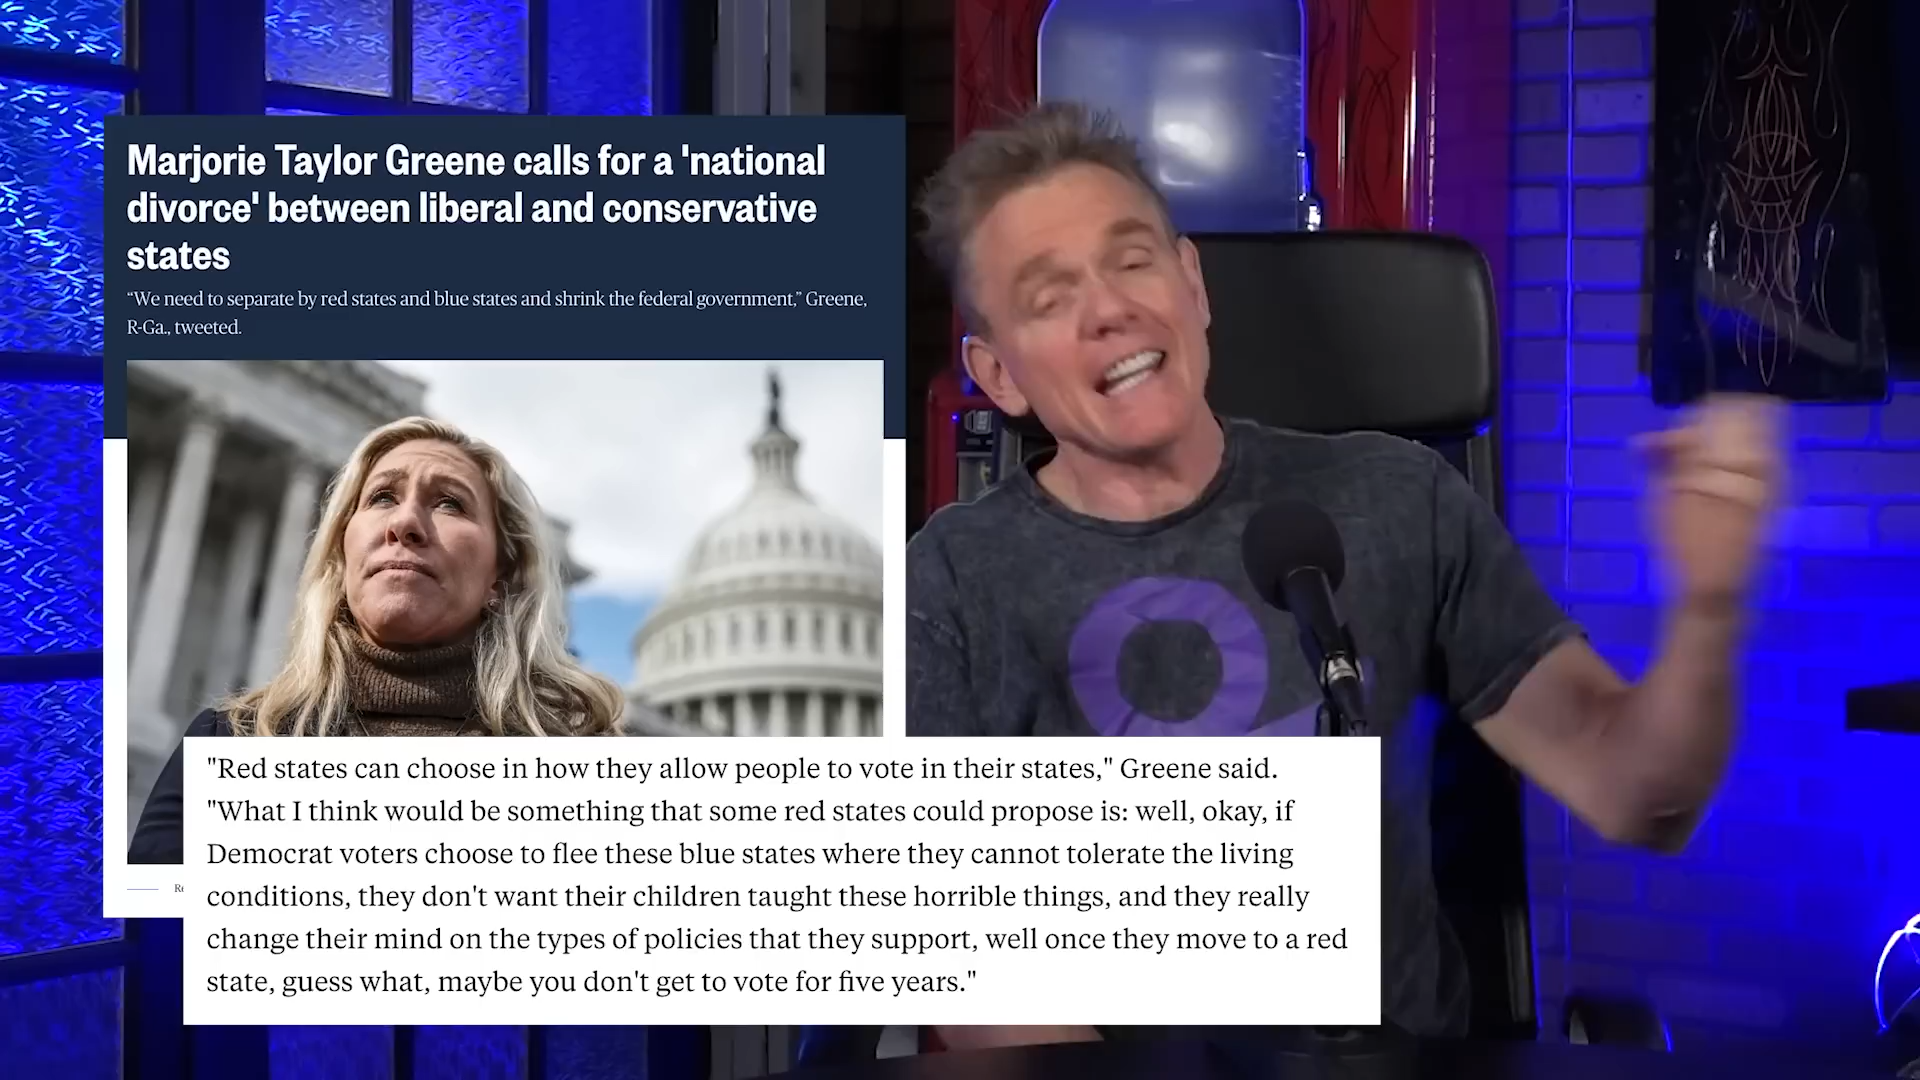 Marjorie Taylor Greene calls for a 'national
divorce' between liberal and conservative
states
“We need to separate by red states and blue states and shrink the federal government,” Greene,
R-Ga., tweeted.
"Red states can choose in how they allow people to vote in their states," Greene said.
"What I think would be something that some red states could propose is: well, okay, if
Democrat voters choose to flee these blue states where they cannot tolerate the living
conditions, they don't want their children taught these horrible things, and they really
change their mind on the types of policies that they support, well once they move to a red
state, guess what, maybe you don't get to vote for five years."